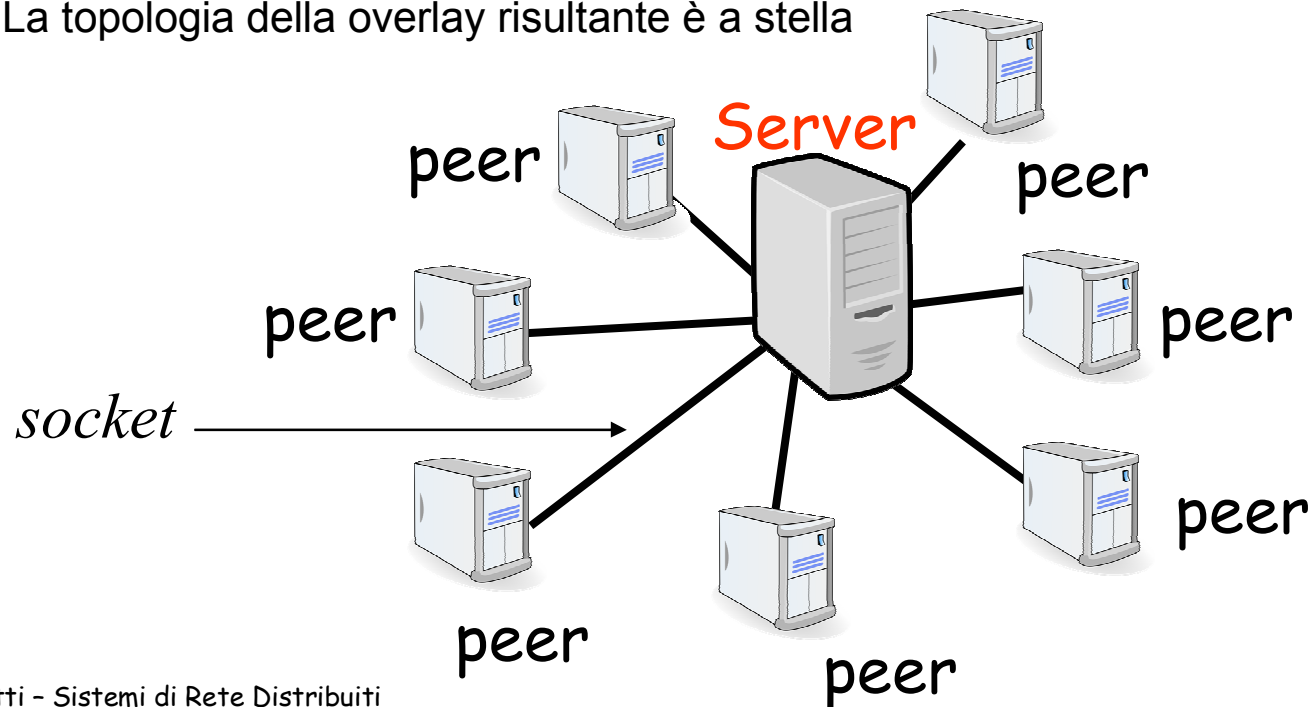 La topologia della overlay risultante è a stella
Server
peer
peer
peer
peer
socket
peer
peer
peer
– Sistemi di Rete Distribuiti